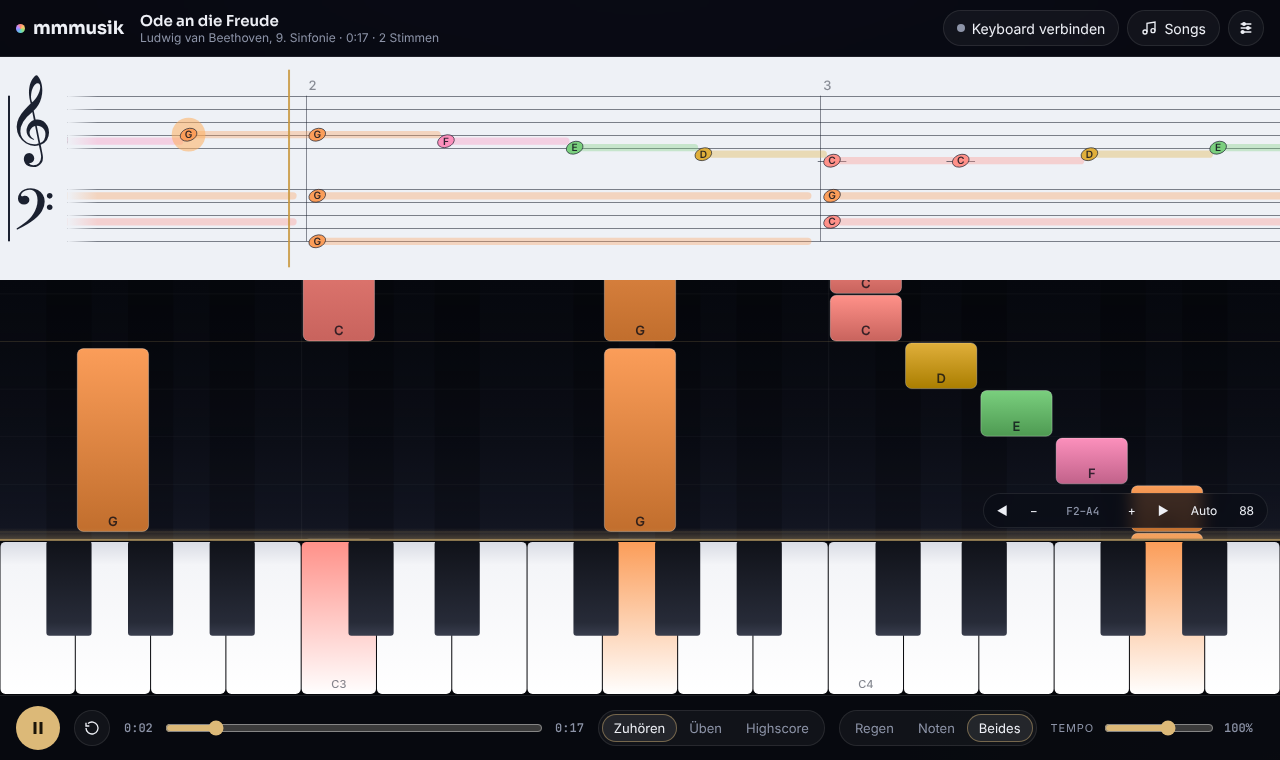 mmmusik
Ode an die Freude
Ludwig van Beethoven, 9. Sinfonie · 0:17 · 2 Stimmen
Keyboard verbinden
Songs
2
3
G G F E D C C D E
G G
C
G
C G C
C
D
E
F
G G
◀ − F2–A4 + ▶ Auto 88
C3 C4
0:02 0:17 Zuhören Üben Highscore Regen Noten Beides TEMPO 100%